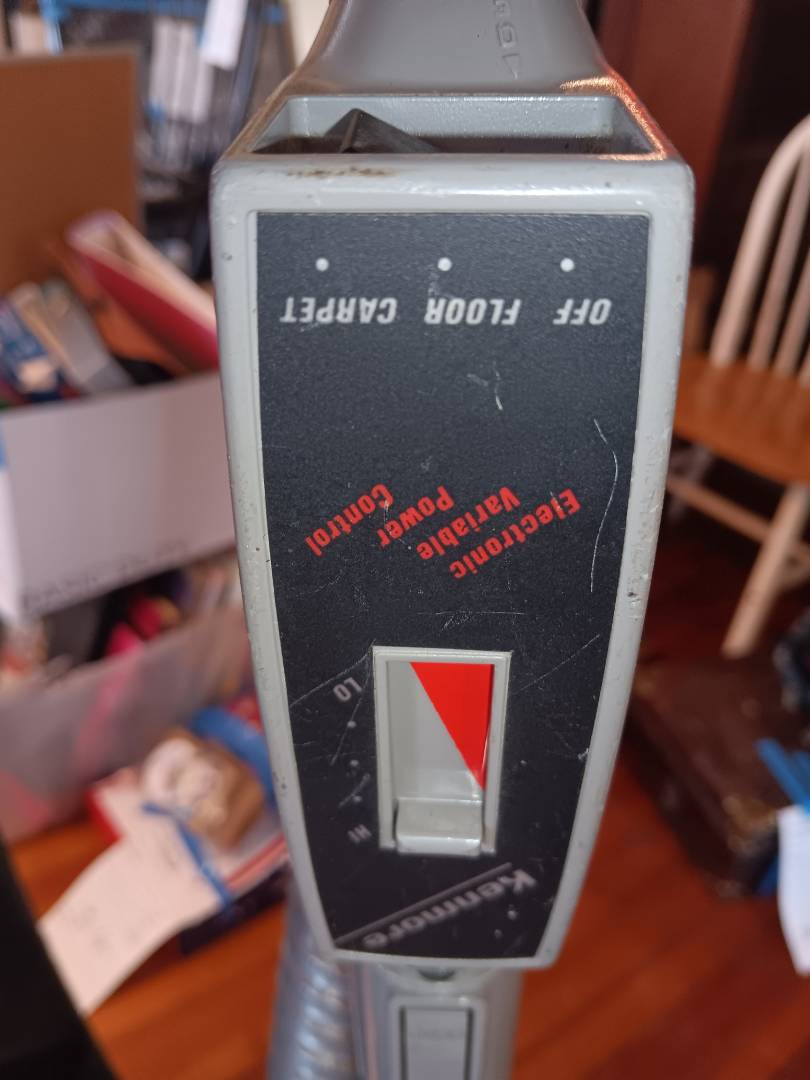 Kenmore
HI
LO
Electronic
Variable
Power
Control
OFF FLOOR CARPET